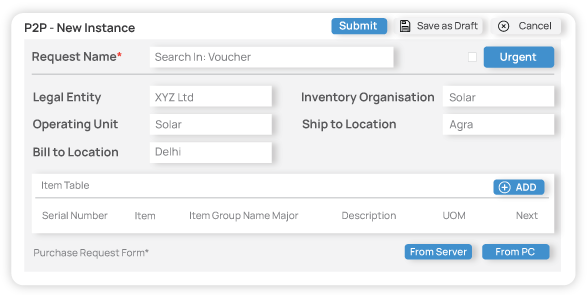 P2P - New Instance Submit Save as Draft Cancel
Request Name* Search In: Voucher Urgent
Legal Entity XYZ Ltd Inventory Organisation Solar
Operating Unit Solar Ship to Location Agra
Bill to Location Delhi
Item Table ADD
Serial Number Item Item Group Name Major Description UOM Next
Purchase Request Form* From Server From PC